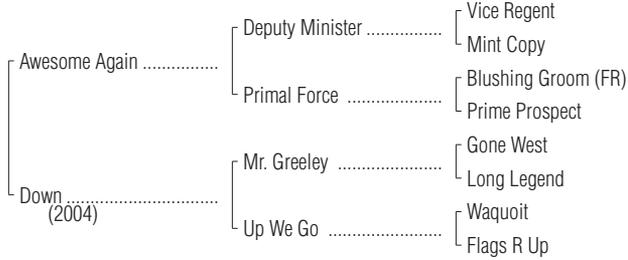 Vice Regent
Deputy Minister ................
Mint Copy
Awesome Again ................
Blushing Groom (FR)
Primal Force ....................
Prime Prospect
Gone West
Mr. Greeley ......................
Long Legend
Down ................................
(2004)
Waquoit
Up We Go ........................
Flags R Up